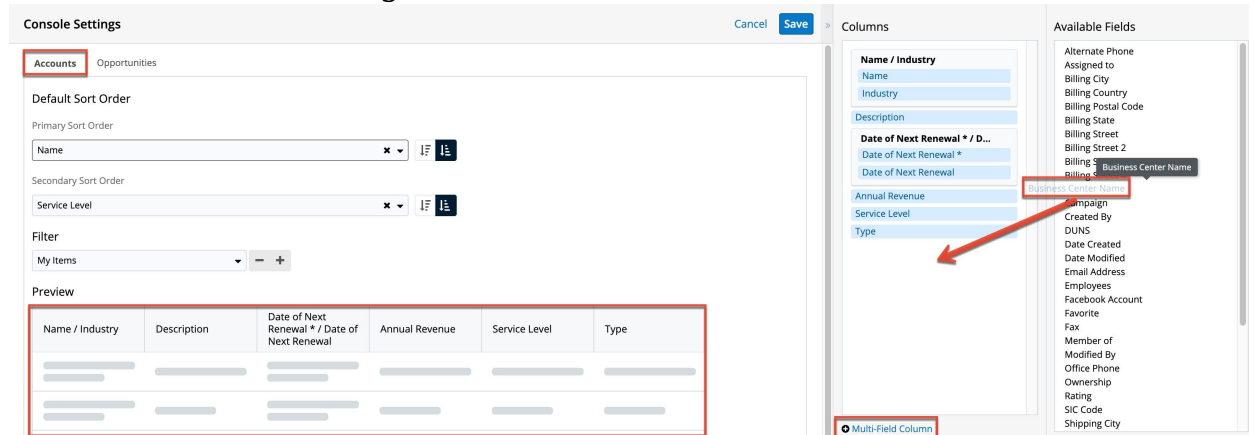 Console Settings
Cancel
Save
Accounts
Opportunities
Default Sort Order
Primary Sort Order
Name
Secondary Sort Order
Service Level
Filter
My Items
Preview
Name / Industry
Description
Date of Next
Renewal * / Date of
Next Renewal
Annual Revenue
Service Level
Type
»
Columns
Name / Industry
Name
Industry
Description
Date of Next Renewal * / D...
Date of Next Renewal *
Date of Next Renewal
Annual Revenue
Service Level
Type
Multi-Field Column
Available Fields
Alternate Phone
Assigned to
Billing City
Billing Country
Billing Postal Code
Billing State
Billing Street
Billing Street 2
Billing
Business Center Name
Billing
Business Center Name
Campaign
Created By
DUNS
Date Created
Date Modified
Email Address
Employees
Facebook Account
Favorite
Fax
Member of
Modified By
Office Phone
Ownership
Rating
SIC Code
Shipping City